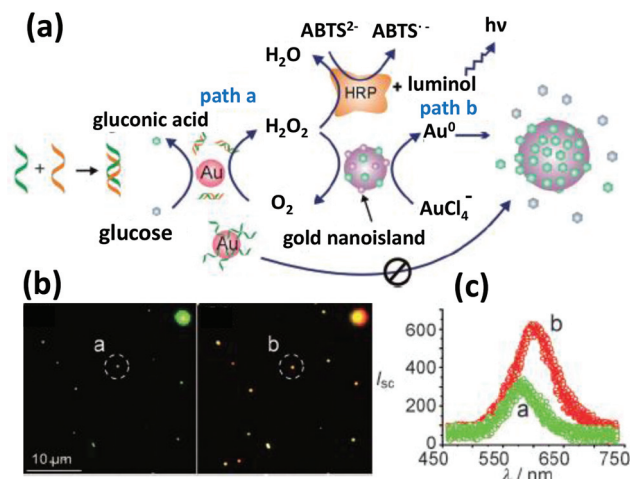 (a)
ABTS²⁻ ABTS·⁻ hν
H₂O
HRP + luminol
path a path b
gluconic acid H₂O₂ Au⁰
+ Au
O₂ AuCl₄⁻
glucose gold nanoisland
Au
(b) (c)
a b
10 μm
600
400
200
0
Isc
b
a
450 550 650 750
λ / nm